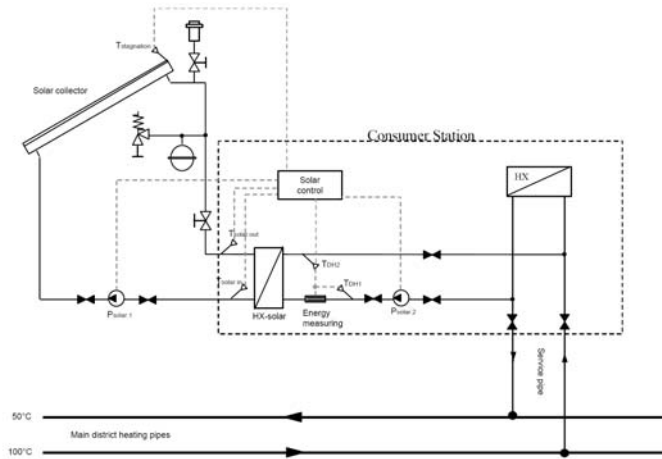 Tstagnation
Solar collector
Consumer Station
Solar
control
HX
Tsolar out
TDH2
Tsolar in
TDH1
Psolar 1
HX-solar
Energy
measuring
Psolar 2
Service pipe
50°C
Main district heating pipes
100°C